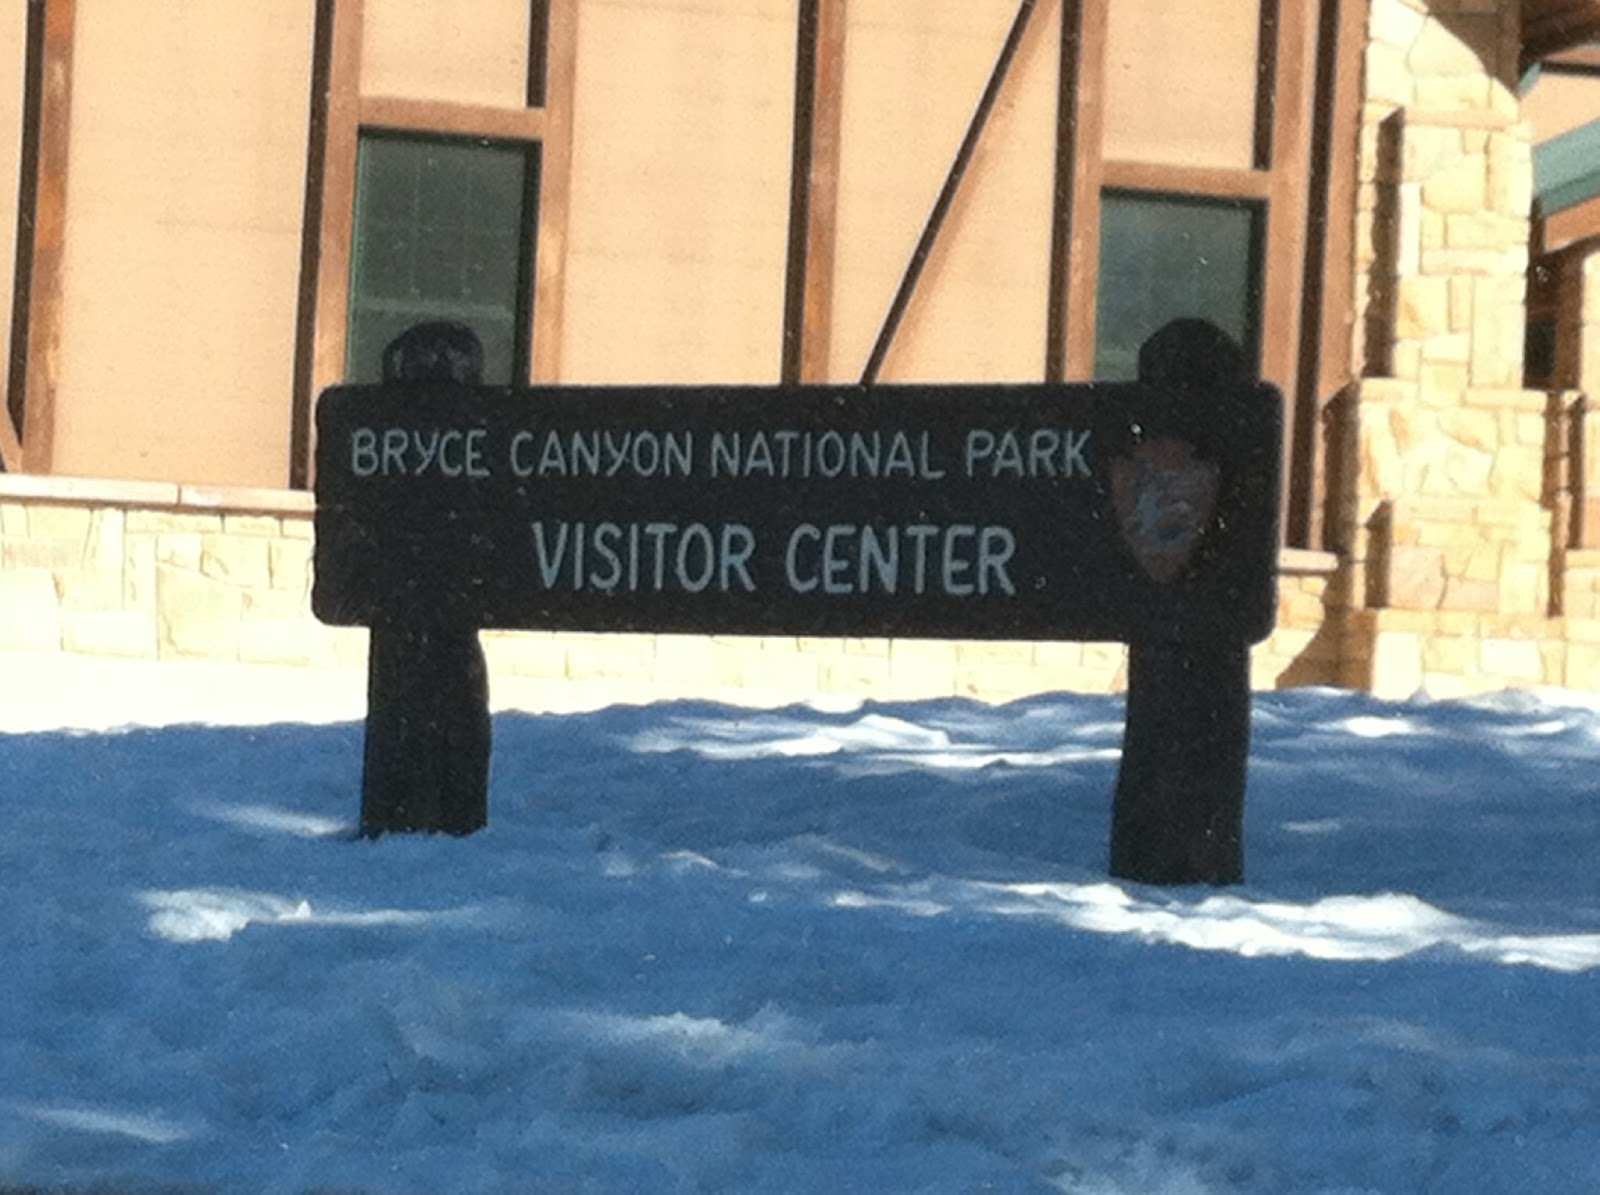 BRYCE CANYON NATIONAL PARK
VISITOR CENTER